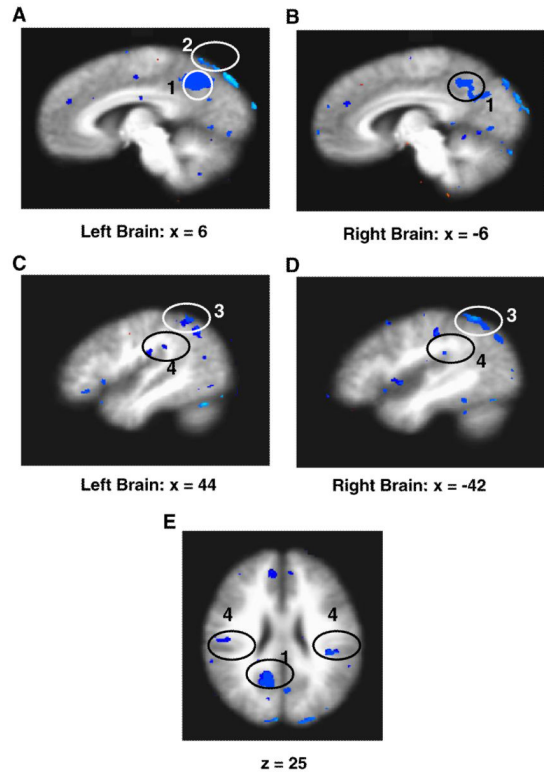 A
B
2
1
1
Left Brain: x = 6
Right Brain: x = -6
C
D
3
4
3
4
Left Brain: x = 44
Right Brain: x = -42
E
4
4
1
z = 25